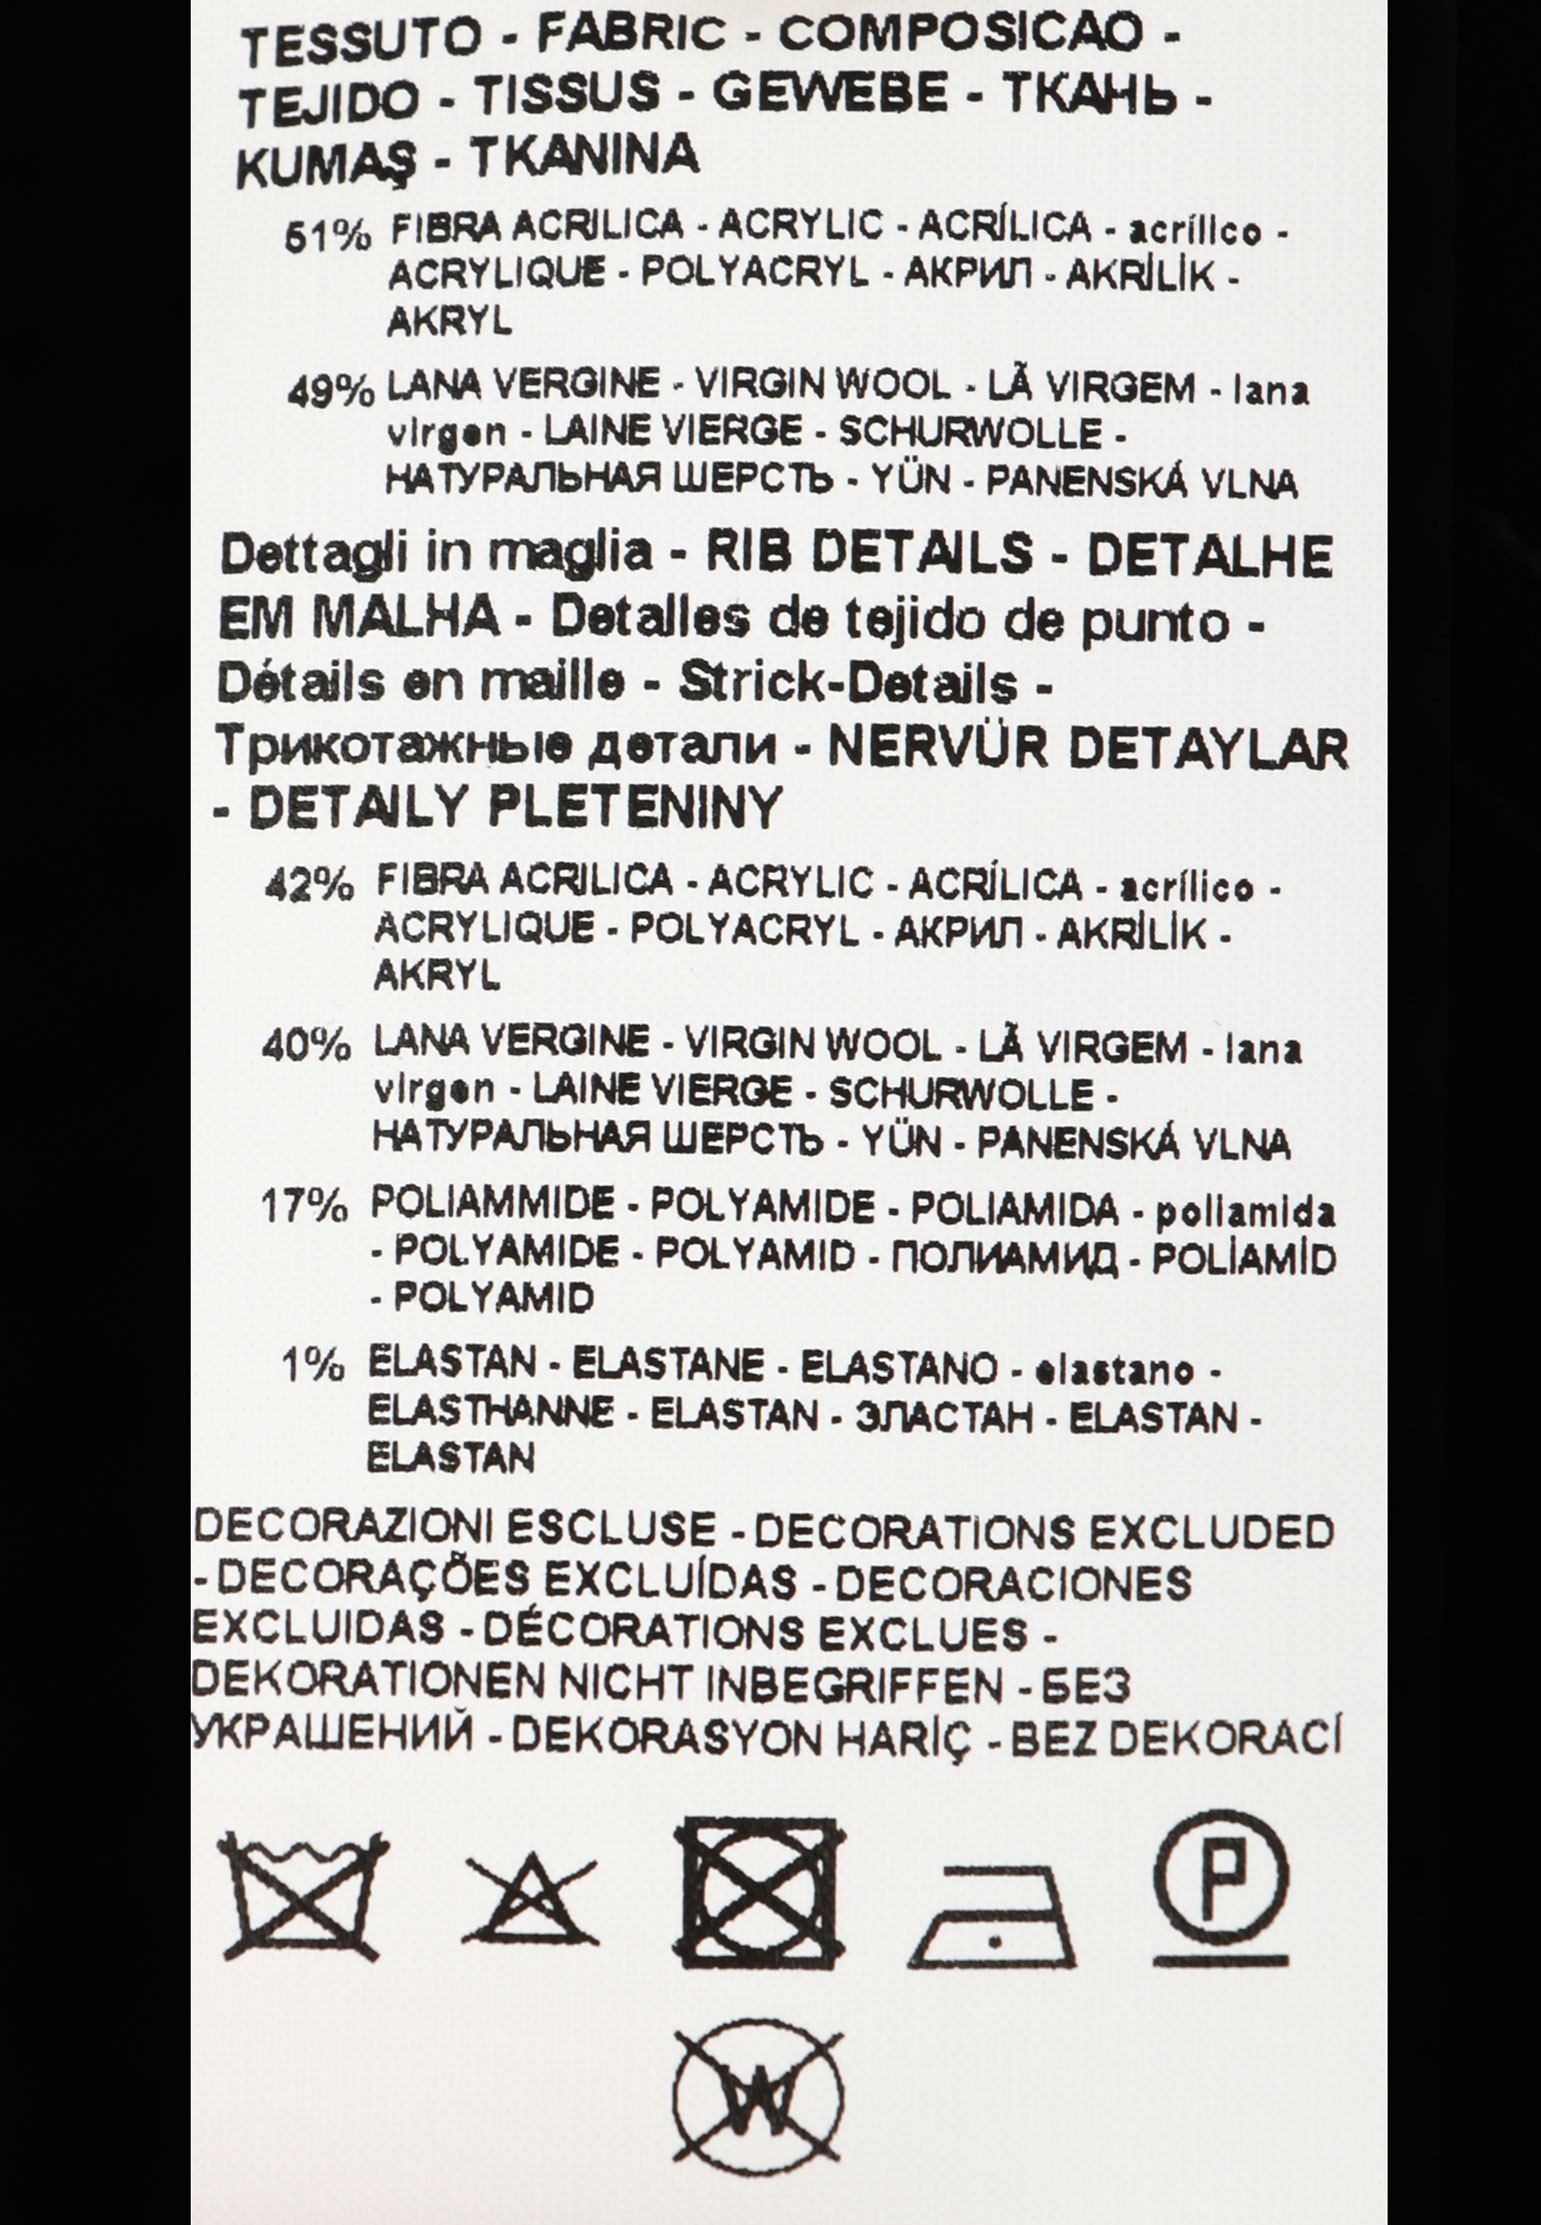 TESSUTO - FABRIC - COMPOSICAO -
TEJIDO - TISSUS - GEWEBE - ТКАНЬ -
KUMAŞ - TKANINA
51% FIBRA ACRILICA - ACRYLIC - ACRÍLICA - acrílico -
ACRYLIQUE - POLYACRYL - АКРИЛ - AKRİLİK -
AKRYL
49% LANA VERGINE - VIRGIN WOOL - LÃ VIRGEM - lana
virgen - LAINE VIERGE - SCHURWOLLE -
НАТУРАЛЬНАЯ ШЕРСТЬ - YÜN - PANENSKÁ VLNA
Dettagli in maglia - RIB DETAILS - DETALHE
EM MALHA - Detalles de tejido de punto -
Détails en maille - Strick-Details -
Трикотажные детали - NERVÜR DETAYLAR
- DETAILY PLETENINY
42% FIBRA ACRILICA - ACRYLIC - ACRÍLICA - acrílico -
ACRYLIQUE - POLYACRYL - АКРИЛ - AKRİLİK -
AKRYL
40% LANA VERGINE - VIRGIN WOOL - LÃ VIRGEM - lana
virgen - LAINE VIERGE - SCHURWOLLE -
НАТУРАЛЬНАЯ ШЕРСТЬ - YÜN - PANENSKÁ VLNA
17% POLIAMMIDE - POLYAMIDE - POLIAMIDA - poliamida
- POLYAMIDE - POLYAMID - ПОЛИАМИД - POLİAMİD
- POLYAMID
1% ELASTAN - ELASTANE - ELASTANO - elastano -
ELASTHANNE - ELASTAN - ЭЛАСТАН - ELASTAN -
ELASTAN
DECORAZIONI ESCLUSE - DECORATIONS EXCLUDED
- DECORAÇÕES EXCLUÍDAS - DECORACIONES
EXCLUIDAS - DÉCORATIONS EXCLUES -
DEKORATIONEN NICHT INBEGRIFFEN - БЕЗ
УКРАШЕНИЙ - DEKORASYON HARİÇ - BEZ DEKORACÍ
P
W